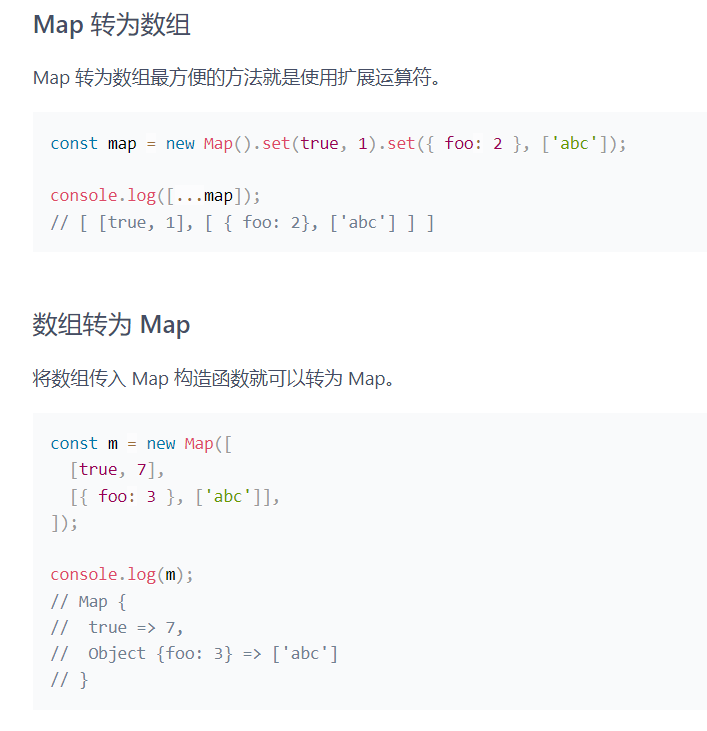 Map 转为数组
Map 转为数组最方便的方法就是使用扩展运算符。
const map = new Map().set(true, 1).set({ foo: 2 }, ['abc']);
console.log([...map]);
// [ [true, 1], [ { foo: 2}, ['abc'] ] ]
数组转为 Map
将数组传入 Map 构造函数就可以转为 Map。
const m = new Map([
  [true, 7],
  [{ foo: 3 }, ['abc']],
]);
console.log(m);
// Map {
//  true => 7,
//  Object {foo: 3} => ['abc']
// }